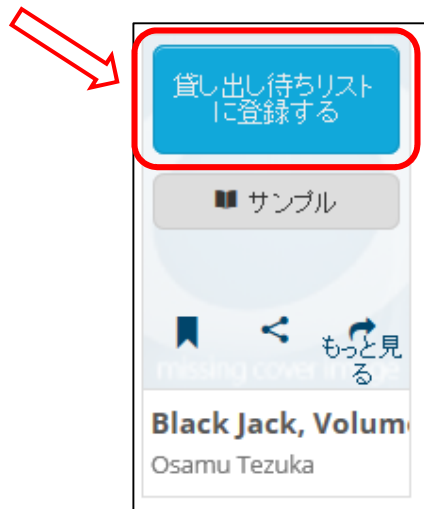 貸し出し待ちリスト
に登録する
サンプル
もっと見
る
missing cover image
Black Jack, Volum
Osamu Tezuka